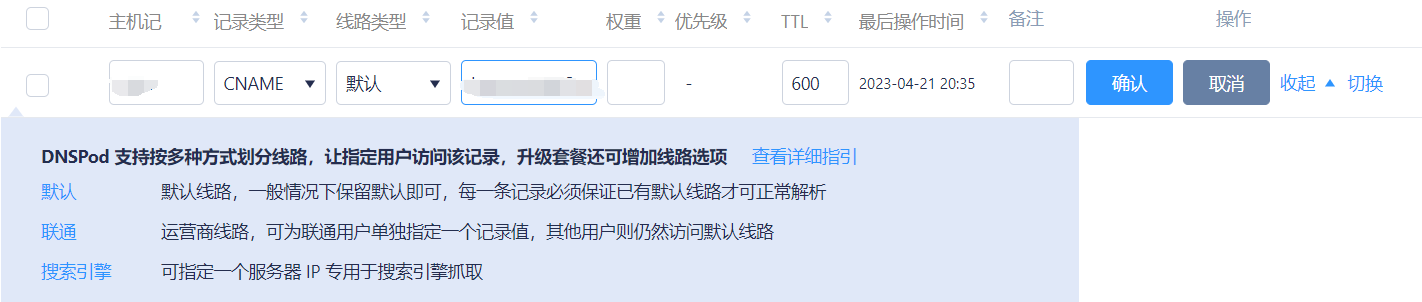 主机记 记录类型 线路类型 记录值 权重 优先级 TTL 最后操作时间 备注 操作
CNAME 默认 - 600 2023-04-21 20:35 确认 取消 收起 切换
DNSPod 支持按多种方式划分线路，让指定用户访问该记录，升级套餐还可增加线路选项 查看详细指引
默认 默认线路，一般情况下保留默认即可，每一条记录必须保证已有默认线路才可正常解析
联通 运营商线路，可为联通用户单独指定一个记录值，其他用户则仍然访问默认线路
搜索引擎 可指定一个服务器 IP 专用于搜索引擎抓取